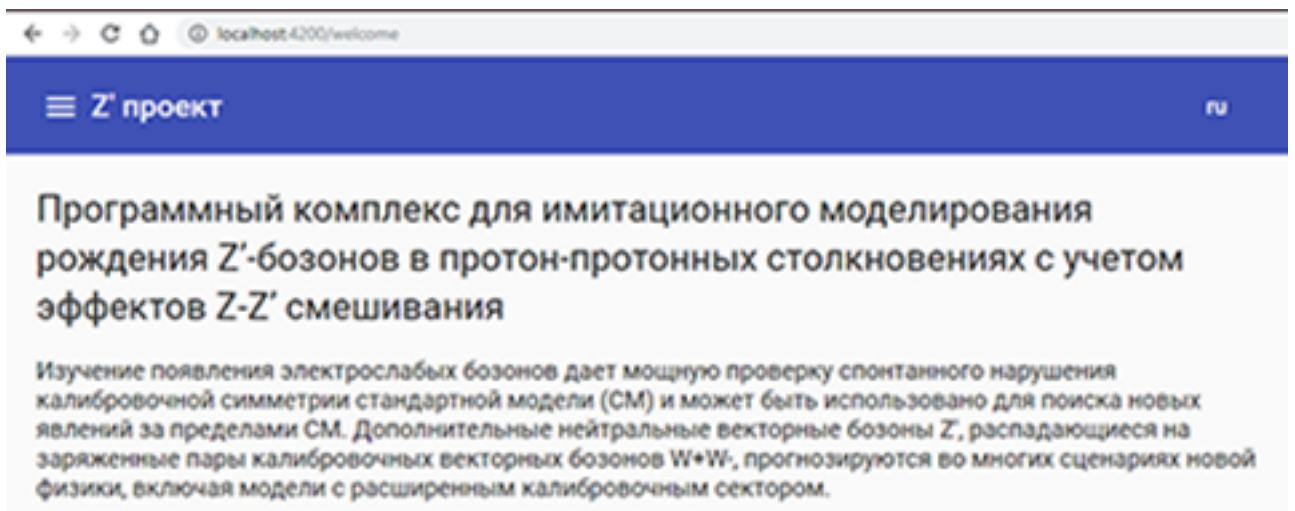 localhost:4200/welcome
Z' проект
ru
Программный комплекс для имитационного моделирования
рождения Z'-бозонов в протон-протонных столкновениях с учетом
эффектов Z-Z' смешивания
Изучение появления электрослабых бозонов дает мощную проверку спонтанного нарушения
калибровочной симметрии стандартной модели (СМ) и может быть использовано для поиска новых
явлений за пределами СМ. Дополнительные нейтральные векторные бозоны Z', распадающиеся на
заряженные пары калибровочных векторных бозонов W+W-, прогнозируются во многих сценариях новой
физики, включая модели с расширенным калибровочным сектором.